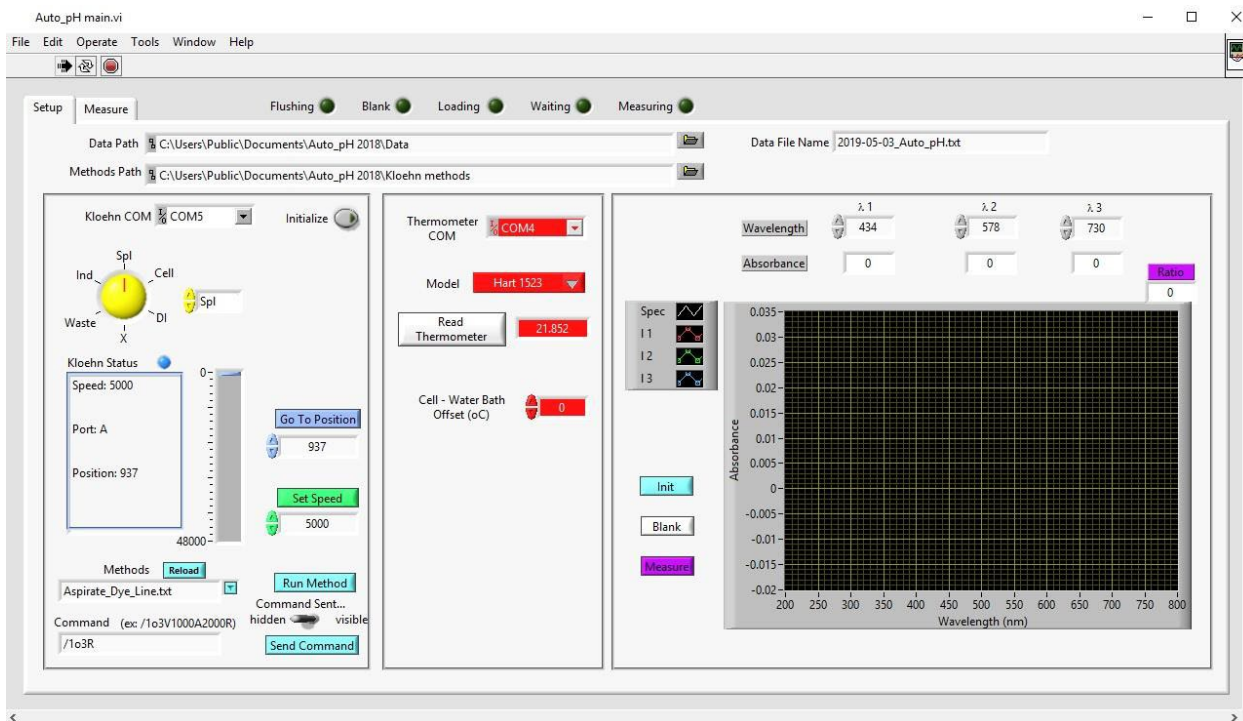 Auto_pH main.vi
File Edit Operate Tools Window Help
Setup Measure Flushing Blank Loading Waiting Measuring
Data Path C:\Users\Public\Documents\Auto_pH 2018\Data Data File Name 2019-05-03_Auto_pH.txt
Methods Path C:\Users\Public\Documents\Auto_pH 2018\Kloehn methods
Kloehn COM COM5 Initialize
Spl
Ind Cell
Spl
Waste DI
X
Kloehn Status
Speed: 5000
Port: A
Position: 937
0
48000
Go To Position
937
Set Speed
5000
Methods Reload
Aspirate_Dye_Line.txt
Run Method
Command Sent...
hidden visible
Command (ex: /1o3V1000A2000R)
/1o3R
Send Command
Thermometer
COM
COM4
Model Hart 1523
Read
Thermometer
21.852
Cell - Water Bath
Offset (oC)
0
λ 1 λ 2 λ 3
Wavelength 434 578 730
Absorbance 0 0 0
Ratio
0
Spec
I 1
I 2
I 3
Init
Blank
Measure
Absorbance
0.035
0.03
0.025
0.02
0.015
0.01
0.005
0
-0.005
-0.01
-0.015
-0.02
200 250 300 350 400 450 500 550 600 650 700 750 800
Wavelength (nm)